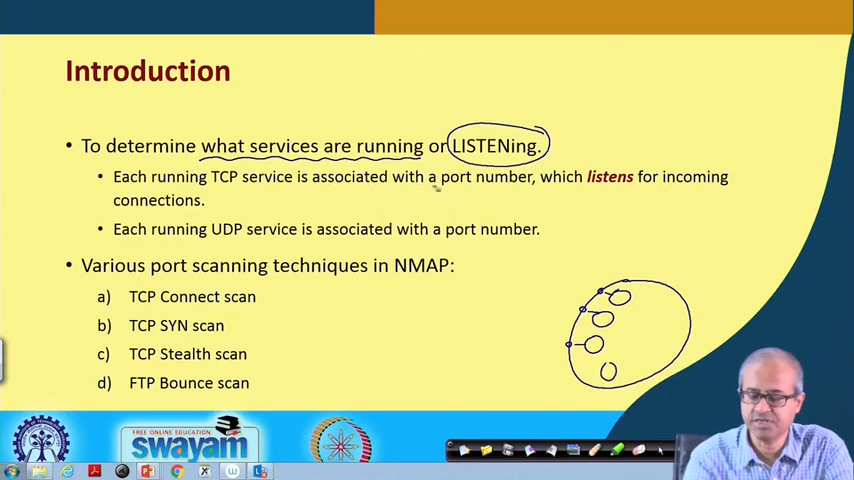 Introduction
• To determine what services are running or LISTENing.
• Each running TCP service is associated with a port number, which listens for incoming
connections.
• Each running UDP service is associated with a port number.
• Various port scanning techniques in NMAP:
a) TCP Connect scan
b) TCP SYN scan
c) TCP Stealth scan
d) FTP Bounce scan
FREE ONLINE EDUCATION
swayam